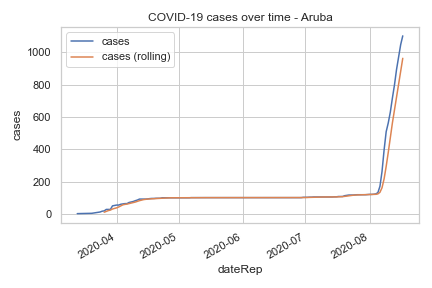 COVID-19 cases over time - Aruba
cases
cases (rolling)
1000
800
600
400
200
0
cases
2020-04
2020-05
2020-06
2020-07
2020-08
dateRep